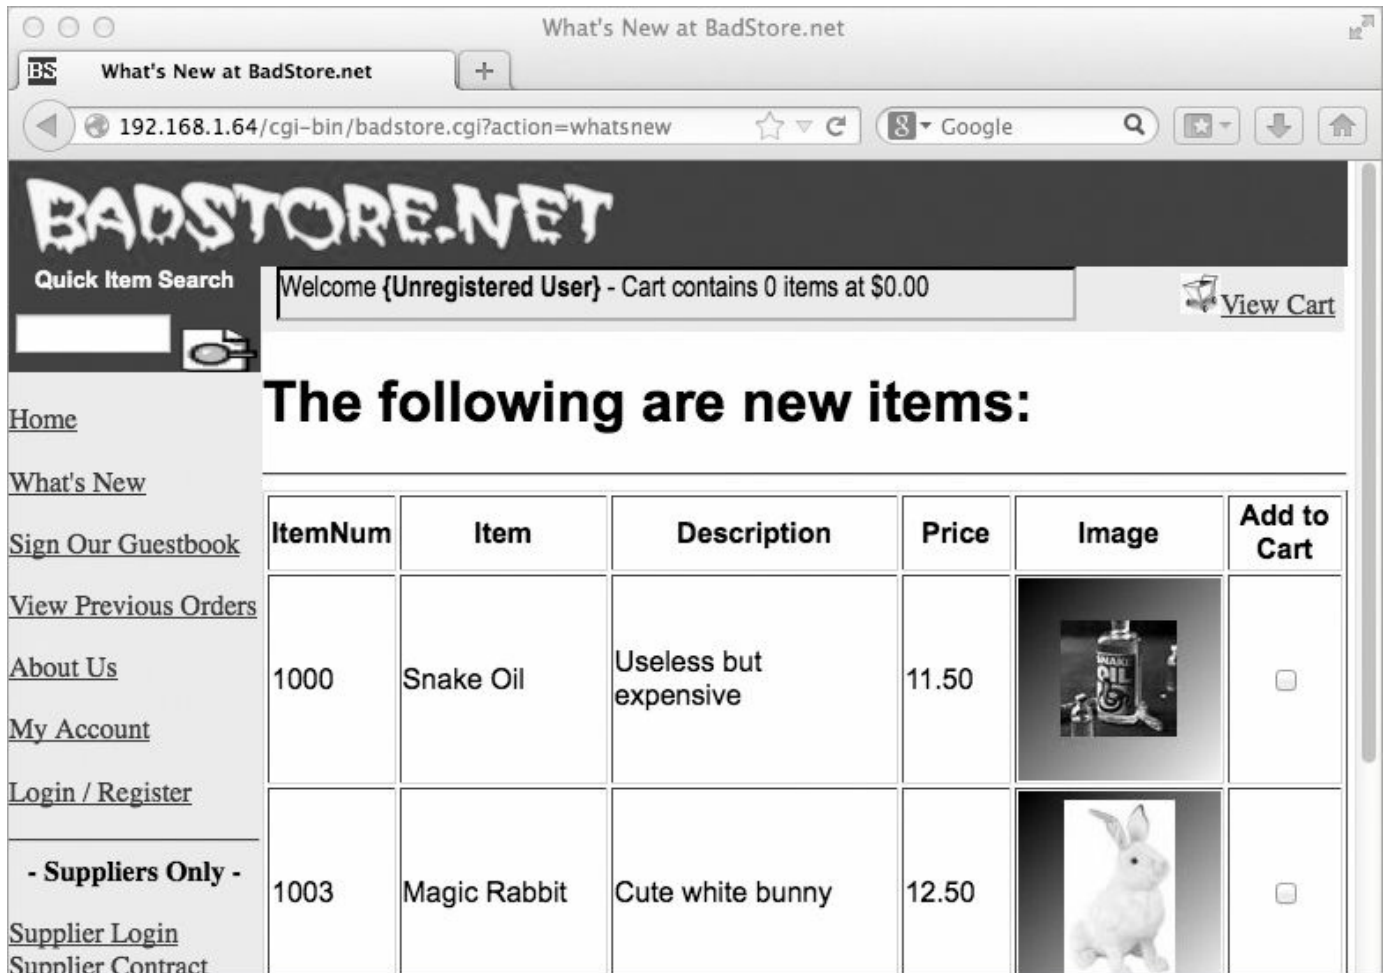 What's New at BadStore.net
BS What's New at BadStore.net +
192.168.1.64/cgi-bin/badstore.cgi?action=whatsnew
8 Google
BADSTORE.NET
Quick Item Search
Welcome {Unregistered User} - Cart contains 0 items at $0.00
View Cart
Home
What's New
Sign Our Guestbook
View Previous Orders
About Us
My Account
Login / Register
- Suppliers Only -
Supplier Login
Supplier Contract
The following are new items:
ItemNum Item Description Price Image Add to
Cart
1000 Snake Oil Useless but
expensive 11.50
SNAKE
OIL
1003 Magic Rabbit Cute white bunny 12.50